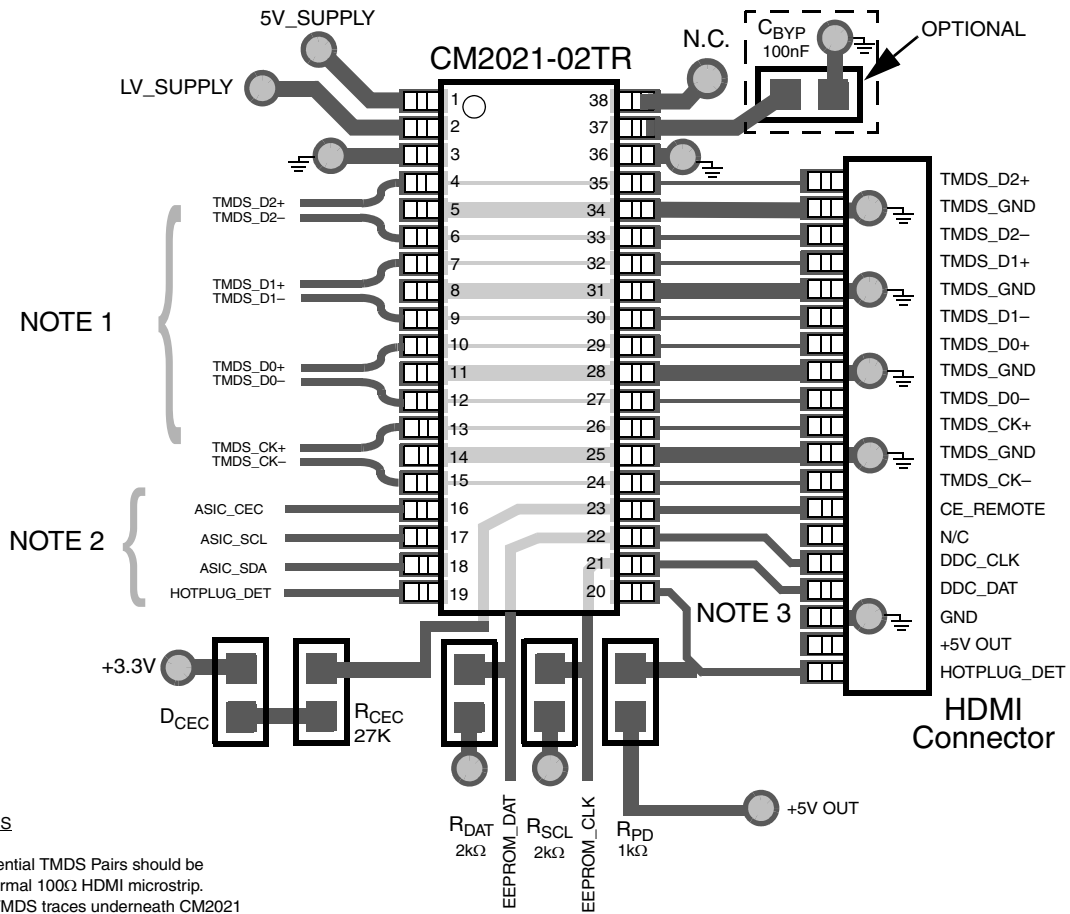 5V_SUPPLY
LV_SUPPLY
CM2021-02TR
N.C.
CBYP
100nF
OPTIONAL
1
2
3
4
5
6
7
8
9
10
11
12
13
14
15
16
17
18
19
38
37
36
35
34
33
32
31
30
29
28
27
26
25
24
23
22
21
20
TMDS_D2+
TMDS_D2–
TMDS_D1+
TMDS_D1–
TMDS_D0+
TMDS_D0–
TMDS_CK+
TMDS_CK–
NOTE 1
ASIC_CEC
ASIC_SCL
ASIC_SDA
HOTPLUG_DET
NOTE 2
TMDS_D2+
TMDS_GND
TMDS_D2–
TMDS_D1+
TMDS_GND
TMDS_D1–
TMDS_D0+
TMDS_GND
TMDS_D0–
TMDS_CK+
TMDS_GND
TMDS_CK–
CE_REMOTE
N/C
DDC_CLK
DDC_DAT
GND
+5V OUT
HOTPLUG_DET
NOTE 3
HDMI
Connector
+3.3V
DCEC
RCEC
27K
RDAT
2kΩ
EEPROM_DAT
RSCL
2kΩ
EEPROM_CLK
RPD
1kΩ
+5V OUT
S
ential TMDS Pairs should be
rmal 100Ω HDMI microstrip.
MDS traces underneath CM2021